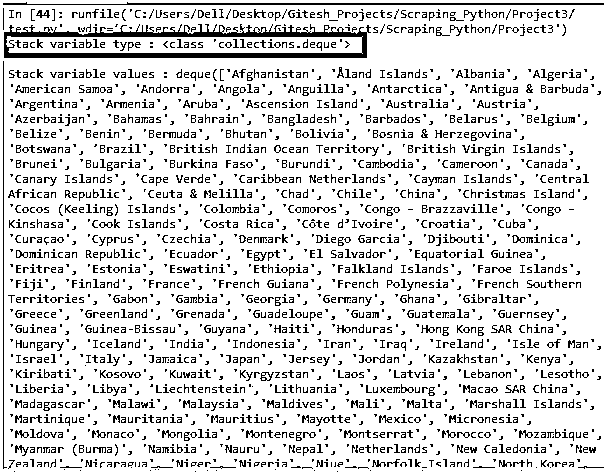 In [44]: runfile('C:/Users/Dell/Desktop/Gitesh_Projects/Scraping_Python/Project3/
test.py', wdir='C:/Users/Dell/Desktop/Gitesh_Projects/Scraping_Python/Project3')
Stack variable type : <class 'collections.deque'>
Stack variable values : deque(['Afghanistan', 'Åland Islands', 'Albania', 'Algeria',
'American Samoa', 'Andorra', 'Angola', 'Anguilla', 'Antarctica', 'Antigua & Barbuda',
'Argentina', 'Armenia', 'Aruba', 'Ascension Island', 'Australia', 'Austria',
'Azerbaijan', 'Bahamas', 'Bahrain', 'Bangladesh', 'Barbados', 'Belarus', 'Belgium',
'Belize', 'Benin', 'Bermuda', 'Bhutan', 'Bolivia', 'Bosnia & Herzegovina',
'Botswana', 'Brazil', 'British Indian Ocean Territory', 'British Virgin Islands',
'Brunei', 'Bulgaria', 'Burkina Faso', 'Burundi', 'Cambodia', 'Cameroon', 'Canada',
'Canary Islands', 'Cape Verde', 'Caribbean Netherlands', 'Cayman Islands', 'Central
African Republic', 'Ceuta & Melilla', 'Chad', 'Chile', 'China', 'Christmas Island',
'Cocos (Keeling) Islands', 'Colombia', 'Comoros', 'Congo - Brazzaville', 'Congo -
Kinshasa', 'Cook Islands', 'Costa Rica', 'Côte d’Ivoire', 'Croatia', 'Cuba',
'Curaçao', 'Cyprus', 'Czechia', 'Denmark', 'Diego Garcia', 'Djibouti', 'Dominica',
'Dominican Republic', 'Ecuador', 'Egypt', 'El Salvador', 'Equatorial Guinea',
'Eritrea', 'Estonia', 'Eswatini', 'Ethiopia', 'Falkland Islands', 'Faroe Islands',
'Fiji', 'Finland', 'France', 'French Guiana', 'French Polynesia', 'French Southern
Territories', 'Gabon', 'Gambia', 'Georgia', 'Germany', 'Ghana', 'Gibraltar',
'Greece', 'Greenland', 'Grenada', 'Guadeloupe', 'Guam', 'Guatemala', 'Guernsey',
'Guinea', 'Guinea-Bissau', 'Guyana', 'Haiti', 'Honduras', 'Hong Kong SAR China',
'Hungary', 'Iceland', 'India', 'Indonesia', 'Iran', 'Iraq', 'Ireland', 'Isle of Man',
'Israel', 'Italy', 'Jamaica', 'Japan', 'Jersey', 'Jordan', 'Kazakhstan', 'Kenya',
'Kiribati', 'Kosovo', 'Kuwait', 'Kyrgyzstan', 'Laos', 'Latvia', 'Lebanon', 'Lesotho',
'Liberia', 'Libya', 'Liechtenstein', 'Lithuania', 'Luxembourg', 'Macao SAR China',
'Madagascar', 'Malawi', 'Malaysia', 'Maldives', 'Mali', 'Malta', 'Marshall Islands',
'Martinique', 'Mauritania', 'Mauritius', 'Mayotte', 'Mexico', 'Micronesia',
'Moldova', 'Monaco', 'Mongolia', 'Montenegro', 'Montserrat', 'Morocco', 'Mozambique',
'Myanmar (Burma)', 'Namibia', 'Nauru', 'Nepal', 'Netherlands', 'New Caledonia', 'New
Zealand', 'Nicaragua', 'Niger', 'Nigeria', 'Niue', 'Norfolk Island', 'North Korea',